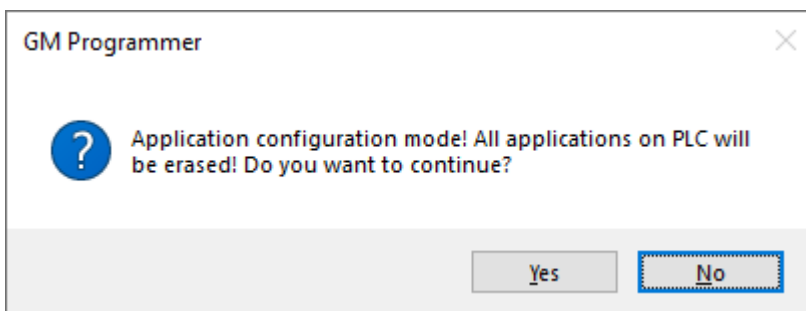 GM Programmer
?
Application configuration mode! All applications on PLC will
be erased! Do you want to continue?
Yes
No